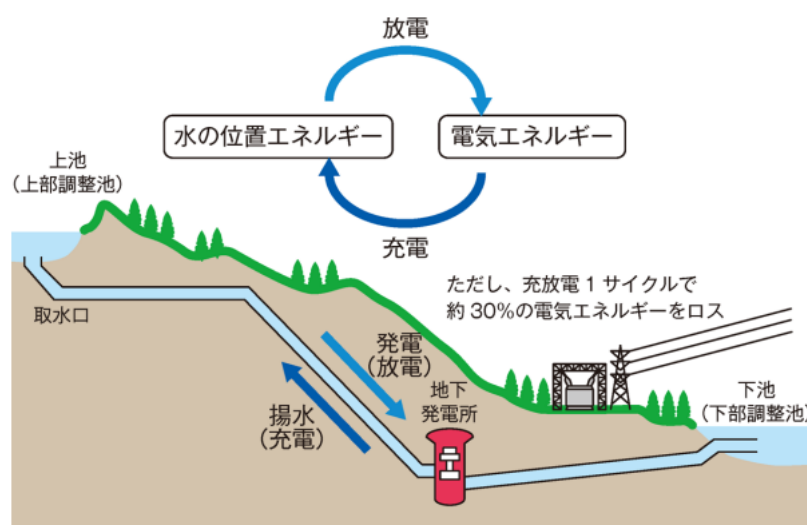 放電
水の位置エネルギー
電気エネルギー
充電
上池
（上部調整池）
ただし、充放電1サイクルで
約30%の電気エネルギーをロス
取水口
発電
（放電）
揚水
（充電）
地下
発電所
下池
（下部調整池）